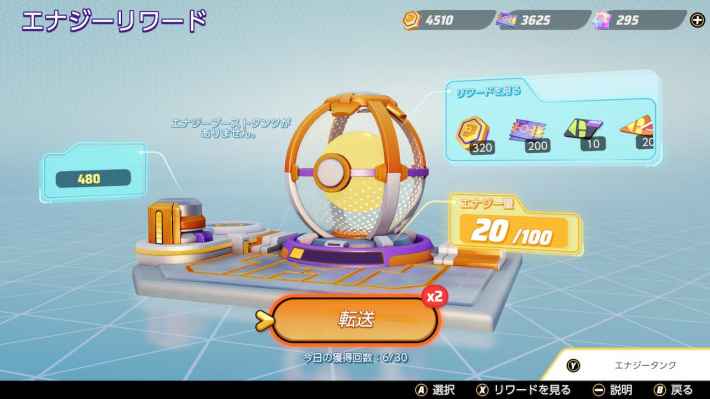 エナジーリワード
4510
3625
295
リワードを見る
320
200
10
20
エナジーブーストタンクが
ありません。
480
エナジー量
20/100
x2
転送
今日の獲得回数：6/30
Y エナジータンク
A 選択 X リワードを見る 説明 B 戻る